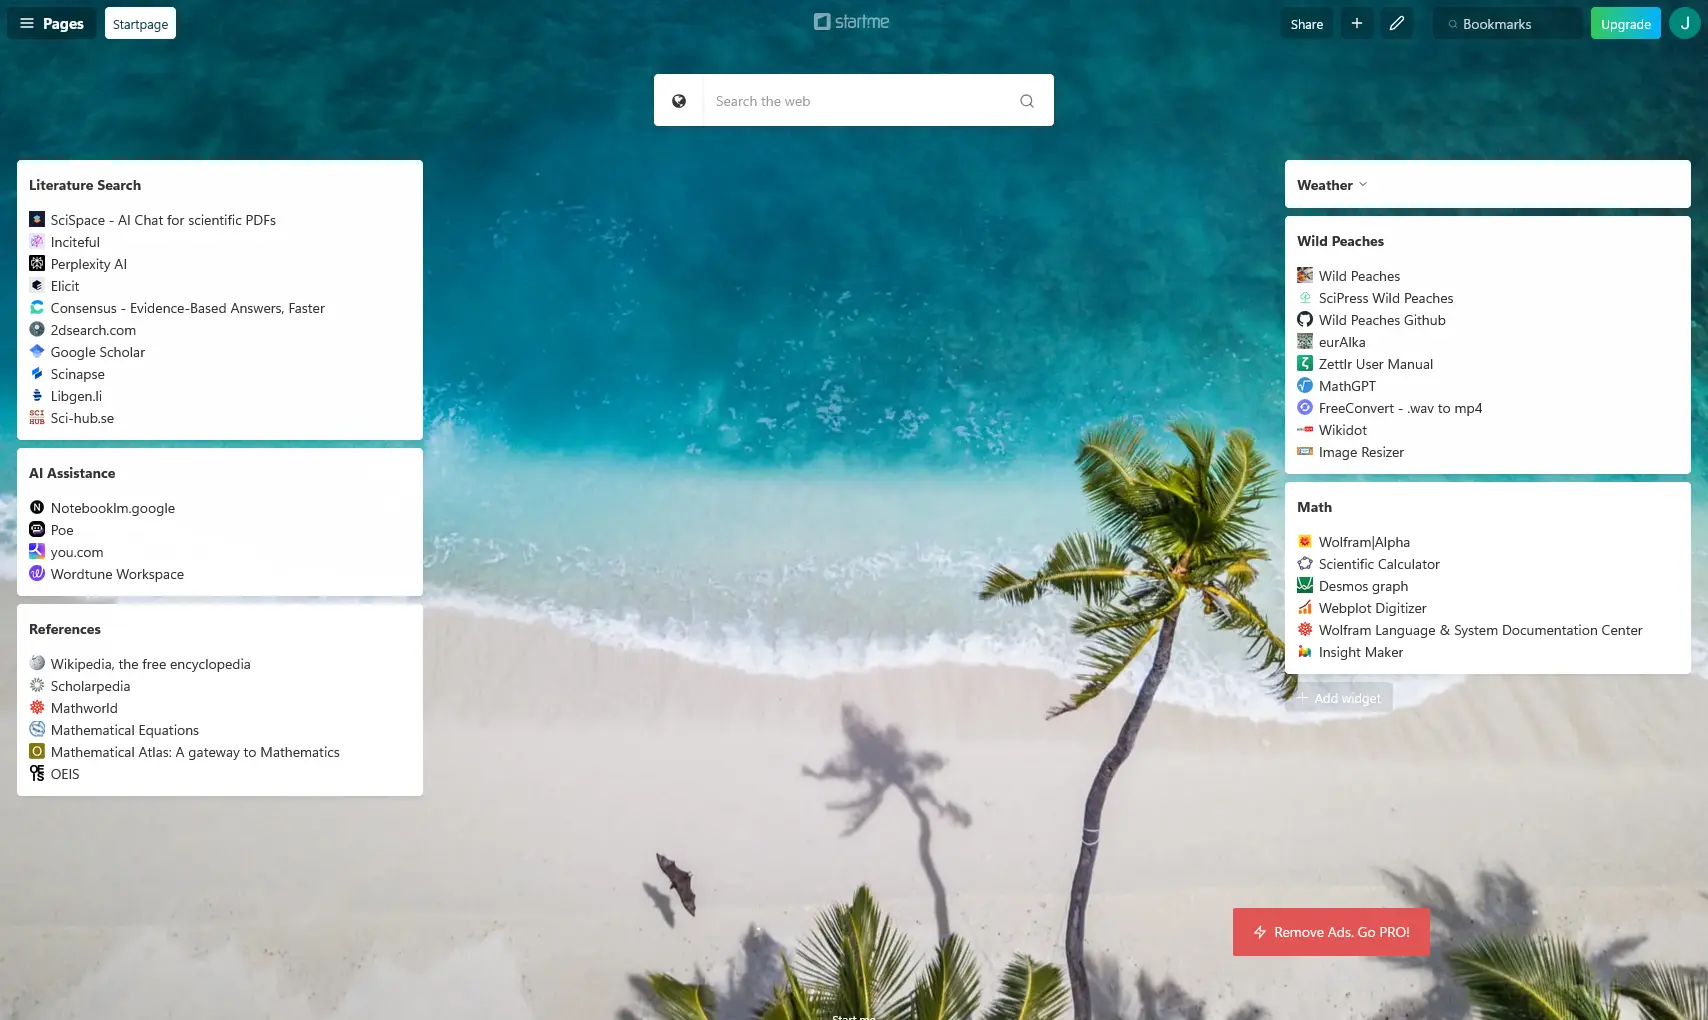 Pages
Startpage
startme
Share
Bookmarks
Upgrade
J
Search the web
Literature Search
SciSpace - AI Chat for scientific PDFs
Inciteful
Perplexity AI
Elicit
Consensus - Evidence-Based Answers, Faster
2dsearch.com
Google Scholar
Scinapse
Libgen.li
SCI HUB Sci-hub.se
AI Assistance
Notebooklm.google
Poe
you.com
Wordtune Workspace
References
Wikipedia, the free encyclopedia
Scholarpedia
Mathworld
Mathematical Equations
Mathematical Atlas: A gateway to Mathematics
OEIS
Weather
Wild Peaches
Wild Peaches
SciPress Wild Peaches
Wild Peaches Github
eurAIka
Zettlr User Manual
MathGPT
FreeConvert - .wav to mp4
Wikidot
Image Resizer
Math
Wolfram|Alpha
Scientific Calculator
Desmos graph
Webplot Digitizer
Wolfram Language & System Documentation Center
Insight Maker
+ Add widget
Remove Ads. Go PRO!
Start.me